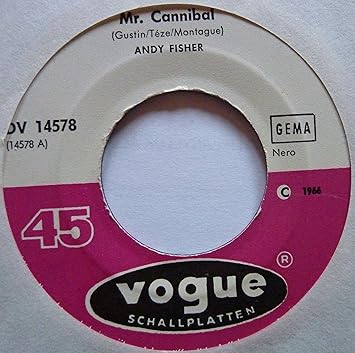 Mr. Cannibal
(Gustin/Téze/Montague)
ANDY FISHER
DV 14578
(14578 A)
GEMA
Nero
C 1966
45
®
vogue
SCHALLPLATTEN